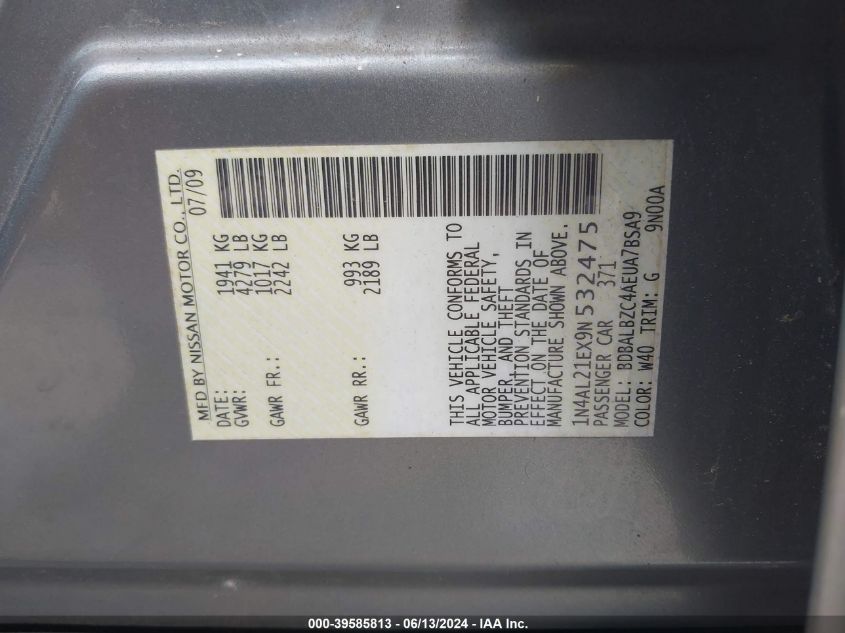 MFD BY NISSAN MOTOR CO., LTD.
DATE: 07/09
GVWR: 1941 KG
4279 LB
GAWR FR.: 1017 KG
2242 LB
GAWR RR.: 993 KG
2189 LB
THIS VEHICLE CONFORMS TO
ALL APPLICABLE FEDERAL
MOTOR VEHICLE SAFETY,
BUMPER, AND THEFT
PREVENTION STANDARDS IN
EFFECT ON THE DATE OF
MANUFACTURE SHOWN ABOVE.
1N4AL21EX9N532475
PASSENGER CAR 371
MODEL: BDBALBZC4AEUA7BSA9
COLOR: W40 TRIM: G 9N00A
000-39585813 - 06/13/2024 - IAA Inc.